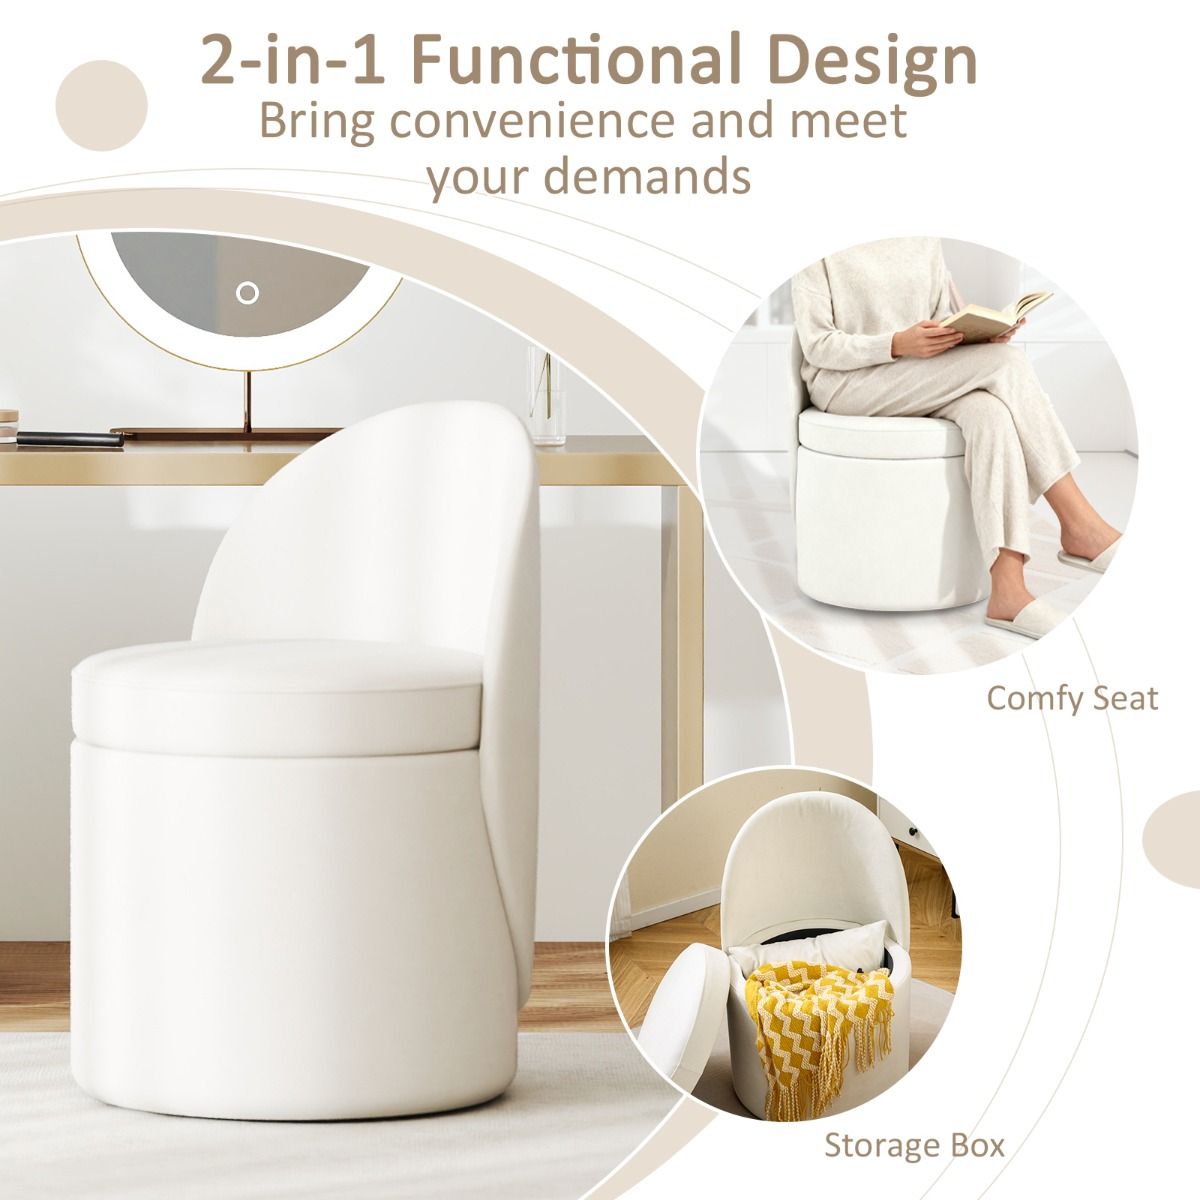 2-in-1 Functional Design
Bring convenience and meet
your demands
Comfy Seat
Storage Box